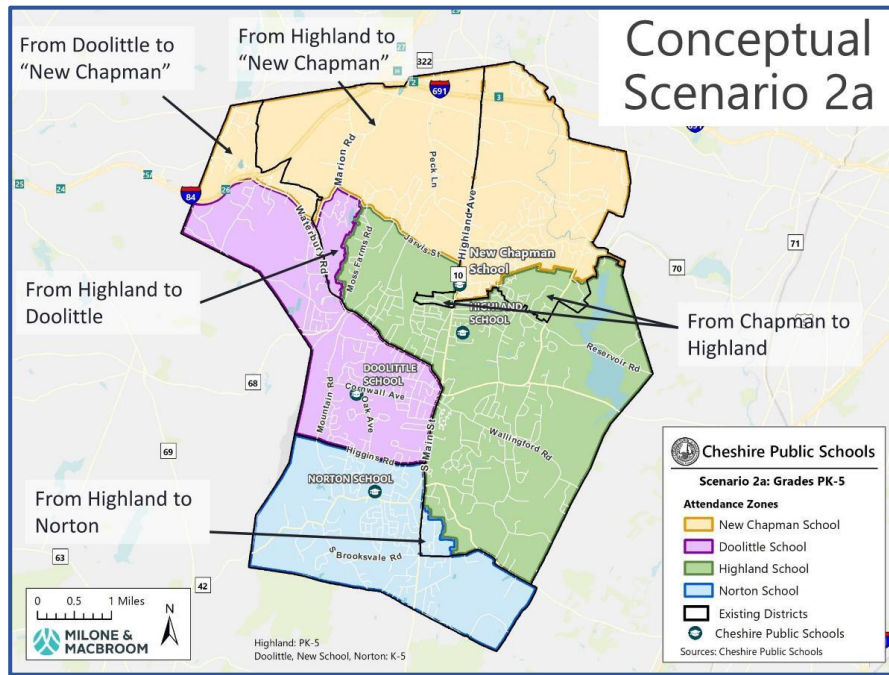 Conceptual
Scenario 2a
From Doolittle to
“New Chapman”
From Highland to
“New Chapman”
322
691
Marion Rd
Peck Ln
Highland Ave
84
Waterbury Rd
Moss Farms Rd
Jarvis St
New Chapman
School
10
70
71
From Highland to
Doolittle
HIGHLAND
SCHOOL
From Chapman to
Highland
Reservoir Rd
DOOLITTLE
SCHOOL
Cornwall Ave
Oak Ave
Mountain Rd
68
69
S Main St
Wallingford Rd
Higgins Rd
NORTON SCHOOL
From Highland to
Norton
S Brooksvale Rd
63
42
0 0.5 1 Miles
N
MILONE &
MACBROOM
Highland: PK-5
Doolittle, New School, Norton: K-5
Cheshire Public Schools
Scenario 2a: Grades PK-5
Attendance Zones
New Chapman School
Doolittle School
Highland School
Norton School
Existing Districts
Cheshire Public Schools
Sources: Cheshire Public Schools